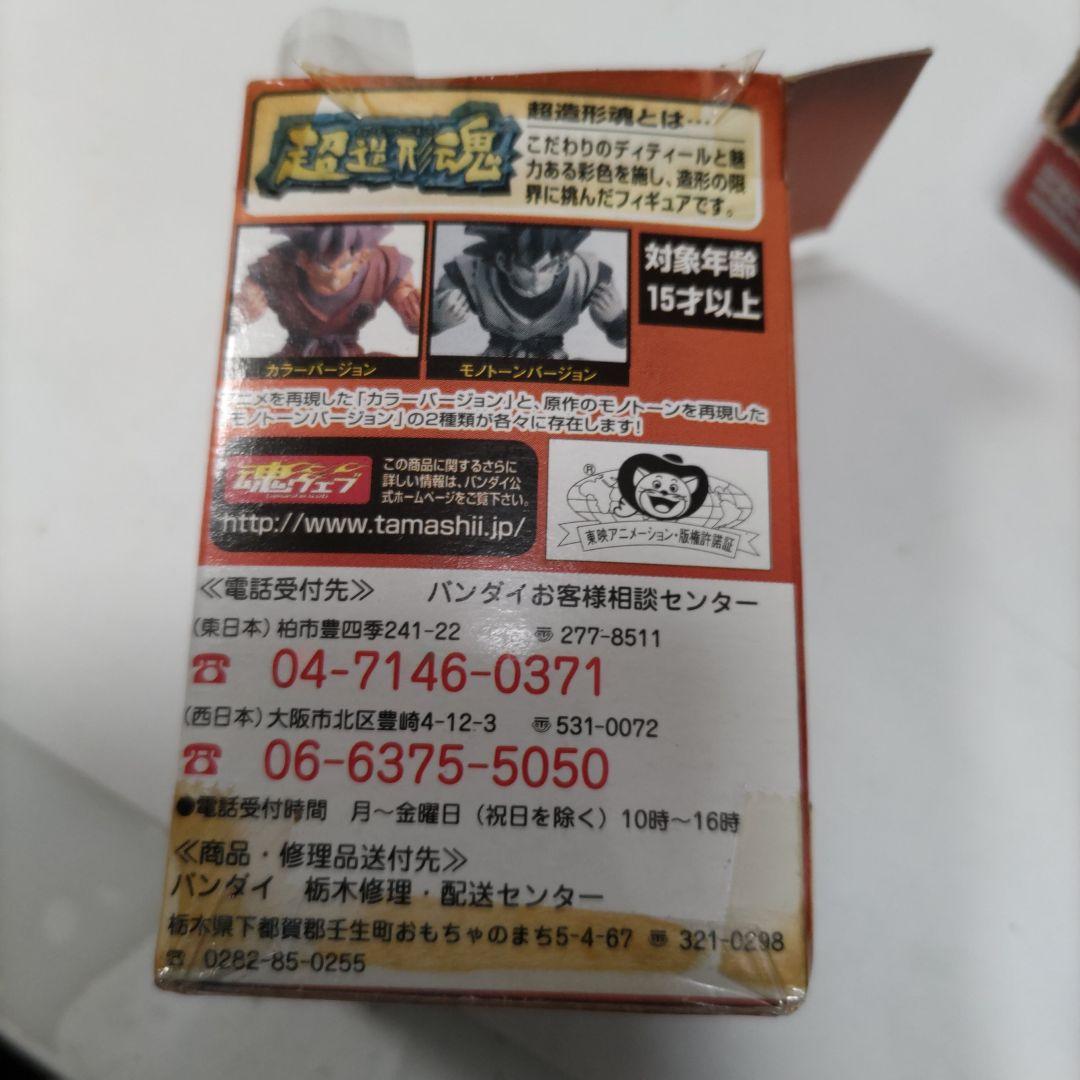 超造形魂
超造形魂とは…
こだわりのディティールと魅
力ある彩色を施し、造形の限
界に挑んだフィギュアです。
カラーバージョン
モノトーンバージョン
対象年齢
15才以上
ニメを再現した「カラーバージョン」と、原作のモノトーンを再現した
モノトーンバージョン」の2種類が各々に存在します!
魂ウェブ
この商品に関するさらに
詳しい情報は、バンダイ公
式ホームページをご覧下さい。
http://www.tamashii.jp/
®
東映アニメーション・版権許諾証
≪電話受付先≫ バンダイお客様相談センター
(東日本) 柏市豊四季241-22 〠 277-8511
☎ 04-7146-0371
(西日本) 大阪市北区豊崎4-12-3 〠 531-0072
☎ 06-6375-5050
●電話受付時間 月～金曜日(祝日を除く)10時～16時
≪商品・修理品送付先≫
バンダイ 栃木修理・配送センター
栃木県下都賀郡壬生町おもちゃのまち5-4-67 〠 321-0298
☎ 0282-85-0255